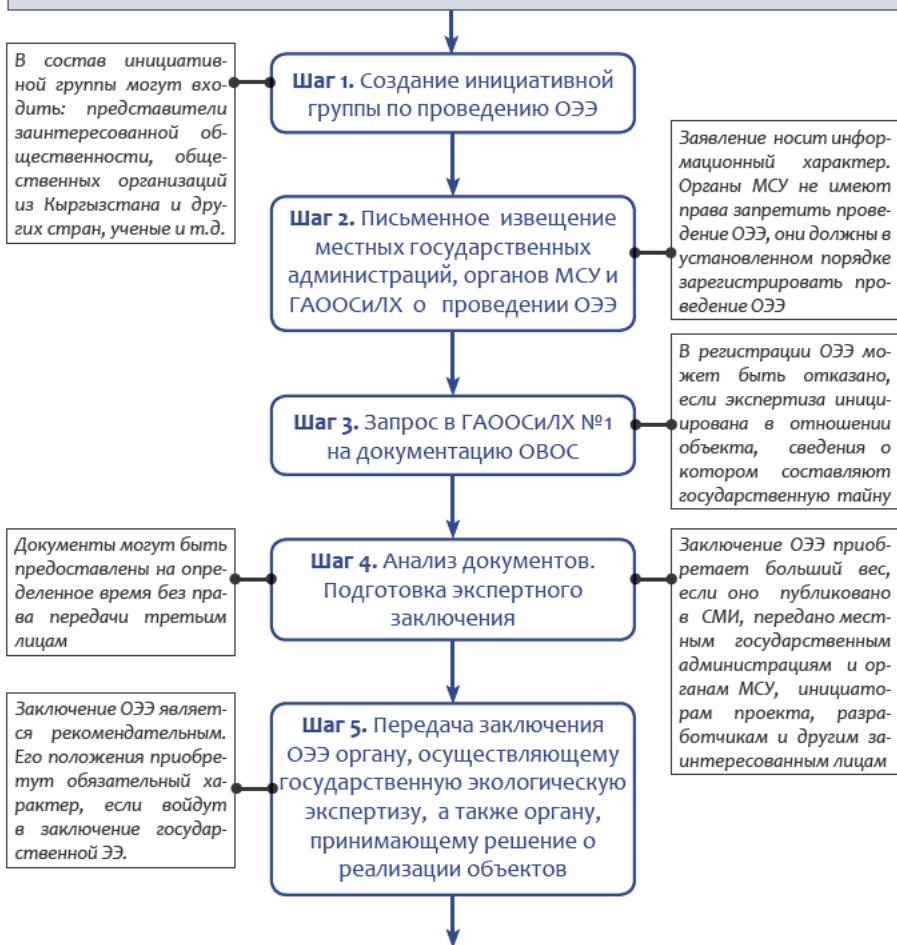 В состав инициатив-
ной группы могут вхо-
дить: представители
заинтересованной об-
щественности, обще-
ственных организаций
из Кыргызстана и дру-
гих стран, ученые и т.д.
Шаг 1. Создание инициативной
группы по проведению ОЭЭ
Шаг 2. Письменное извещение
местных государственных
администраций, органов МСУ и
ГАООСиЛХ о проведении ОЭЭ
Заявление носит инфор-
мационный характер.
Органы МСУ не имеют
права запретить прове-
дение ОЭЭ, они должны в
установленном порядке
зарегистрировать про-
ведение ОЭЭ
Шаг 3. Запрос в ГАООСиЛХ №1
на документацию ОВОС
В регистрации ОЭЭ мо-
жет быть отказано,
если экспертиза иници-
ирована в отношении
объекта, сведения о
котором составляют
государственную тайну
Документы могут быть
предоставлены на опре-
деленное время без пра-
ва передачи третьим
лицам
Шаг 4. Анализ документов.
Подготовка экспертного
заключения
Заключение ОЭЭ приоб-
ретает больший вес,
если оно публиковано
в СМИ, передано мест-
ным государственным
администрациям и ор-
ганам МСУ, инициато-
рам проекта, разра-
ботчикам и другим за-
интересованным лицам
Заключение ОЭЭ являет-
ся рекомендательным.
Его положения приобре-
тут обязательный ха-
рактер, если войдут
в заключение государ-
ственной ЭЭ.
Шаг 5. Передача заключения
ОЭЭ органу, осуществляющему
государственную экологическую
экспертизу, а также органу,
принимающему решение о
реализации объектов